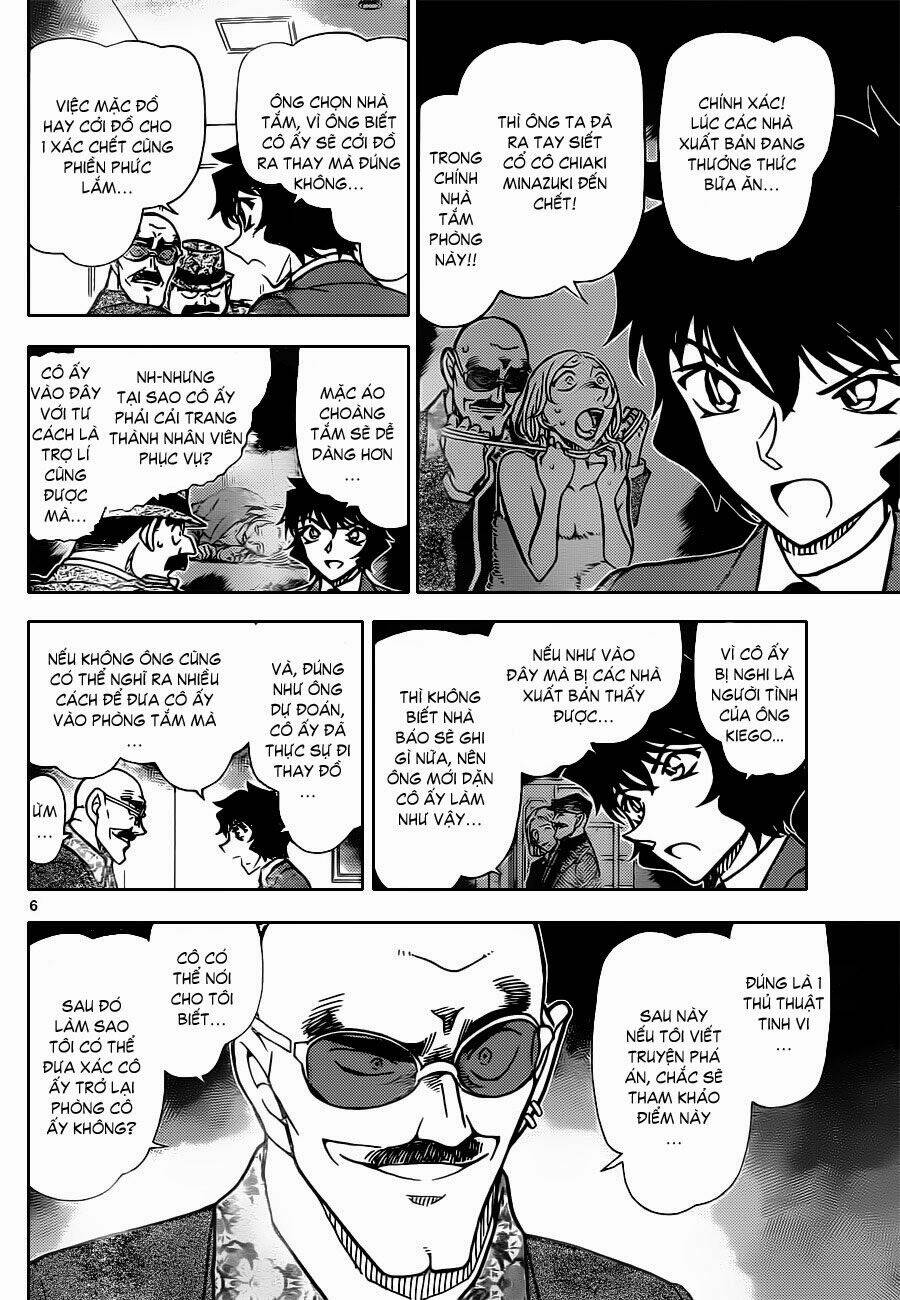 CHÍNH XÁC!
LÚC CÁC NHÀ
XUẤT BẢN ĐANG
THƯỞNG THỨC
BỮA ĂN...
THÌ ÔNG TA ĐÃ
RA TAY SIẾT
CỔ CÔ CHIAKI
MINAZUKI ĐẾN
CHẾT!
TRONG
CHÍNH
NHÀ
TẮM
PHÒNG
NÀY!!
ÔNG CHỌN NHÀ
TẮM, VÌ ÔNG BIẾT
CÔ ẤY SẼ CỞI ĐỒ
RA THAY MÀ ĐÚNG
KHÔNG...
VIỆC MẶC ĐỒ
HAY CỞI ĐỒ CHO
1 XÁC CHẾT CŨNG
PHIỀN PHỨC
LẮM...
MẶC ÁO
CHOÀNG
TẮM SẼ DỄ
DÀNG HƠN
...
NH-NHƯNG
TẠI SAO CÔ ẤY
PHẢI CẢI TRANG
THÀNH NHÂN VIÊN
PHỤC VỤ?
CÔ ẤY
VÀO ĐÂY
VỚI TƯ
CÁCH LÀ
TRỢ LÍ
CŨNG
ĐƯỢC
MÀ...
VÌ CÔ ẤY
BỊ NGHI LÀ
NGƯỜI TÌNH
CỦA ÔNG
KIEGO...
NẾU NHƯ VÀO
ĐÂY MÀ BỊ CÁC NHÀ
XUẤT BẢN THẤY
ĐƯỢC...
THÌ KHÔNG
BIẾT NHÀ
BÁO SẼ GHI
GÌ NỮA, NÊN
ÔNG MỚI DẶN
CÔ ẤY LÀM
NHƯ VẬY...
VÀ, ĐÚNG
NHƯ ÔNG
DỰ ĐOÁN,
CÔ ẤY ĐÃ
THỰC SỰ ĐI
THAY ĐỒ
...
NẾU KHÔNG ÔNG CŨNG
CÓ THỂ NGHĨ RA NHIỀU
CÁCH ĐỂ ĐƯA CÔ ẤY
VÀO PHÒNG TẮM MÀ
...
ỪM...
6
ĐÚNG LÀ 1
THỦ THUẬT
TINH VI
...
SAU NÀY
NẾU TÔI VIẾT
TRUYỆN PHÁ
ÁN, CHẮC SẼ
THAM KHẢO
ĐIỂM NÀY
...
CÔ CÓ
THỂ NÓI
CHO TÔI
BIẾT...
SAU ĐÓ
LÀM SAO
TÔI CÓ THỂ
ĐƯA XÁC CÔ
ẤY TRỞ LẠI
PHÒNG CÔ
ẤY KHÔNG?